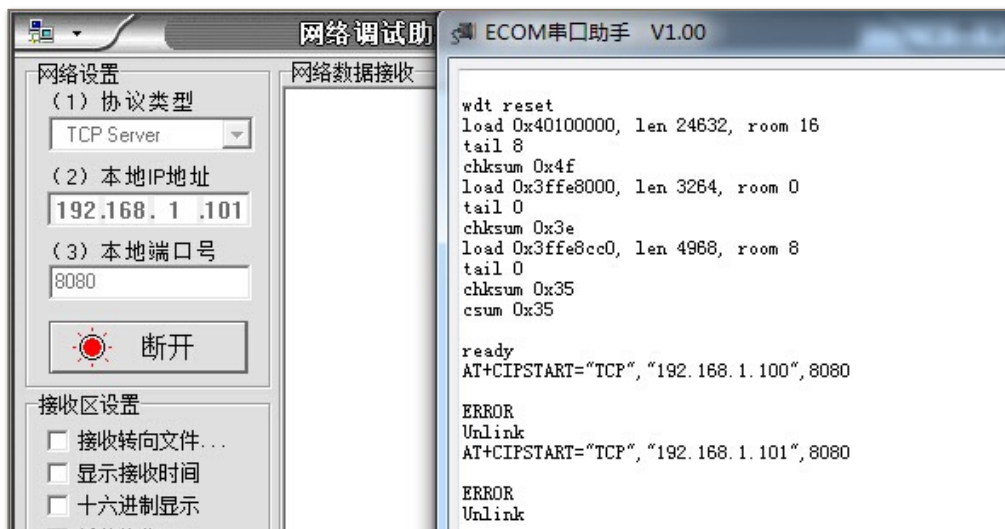 网络调试助
网络设置
（1）协议类型
TCP Server
（2）本地IP地址
192.168. 1 .101
（3）本地端口号
8080
断开
接收区设置
接收转向文件...
显示接收时间
十六进制显示
网络数据接收
ECOM串口助手 V1.00
wdt reset
load 0x40100000, len 24632, room 16
tail 8
chksum 0x4f
load 0x3ffe8000, len 3264, room 0
tail 0
chksum 0x3e
load 0x3ffe8cc0, len 4968, room 8
tail 0
chksum 0x35
csum 0x35
ready
AT+CIPSTART="TCP","192.168.1.100",8080
ERROR
Unlink
AT+CIPSTART="TCP","192.168.1.101",8080
ERROR
Unlink